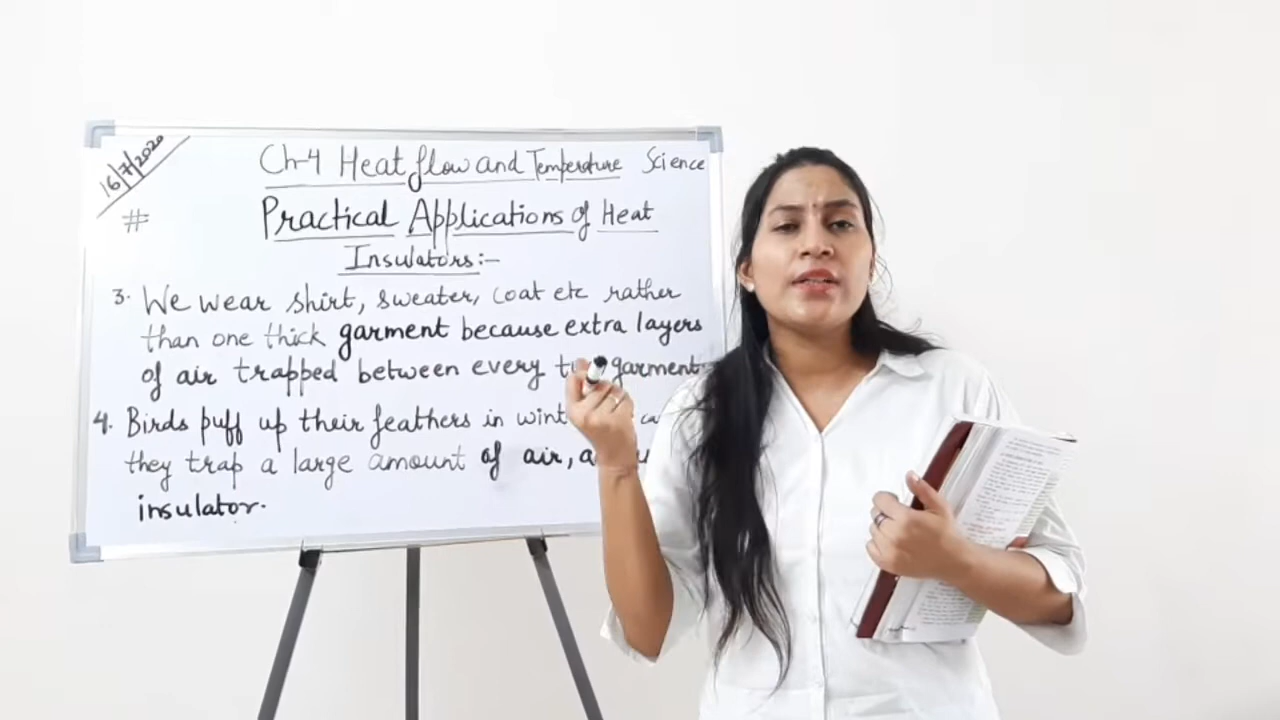 16/7/2020
Ch-4 Heat flow and Temperature Science
# Practical Applications of Heat
Insulators:-
3. We wear shirt, sweater, coat etc rather
than one thick garment because extra layers
of air trapped between every garment
4. Birds puff up their feathers in
they trap a large amount of air,
insulator.